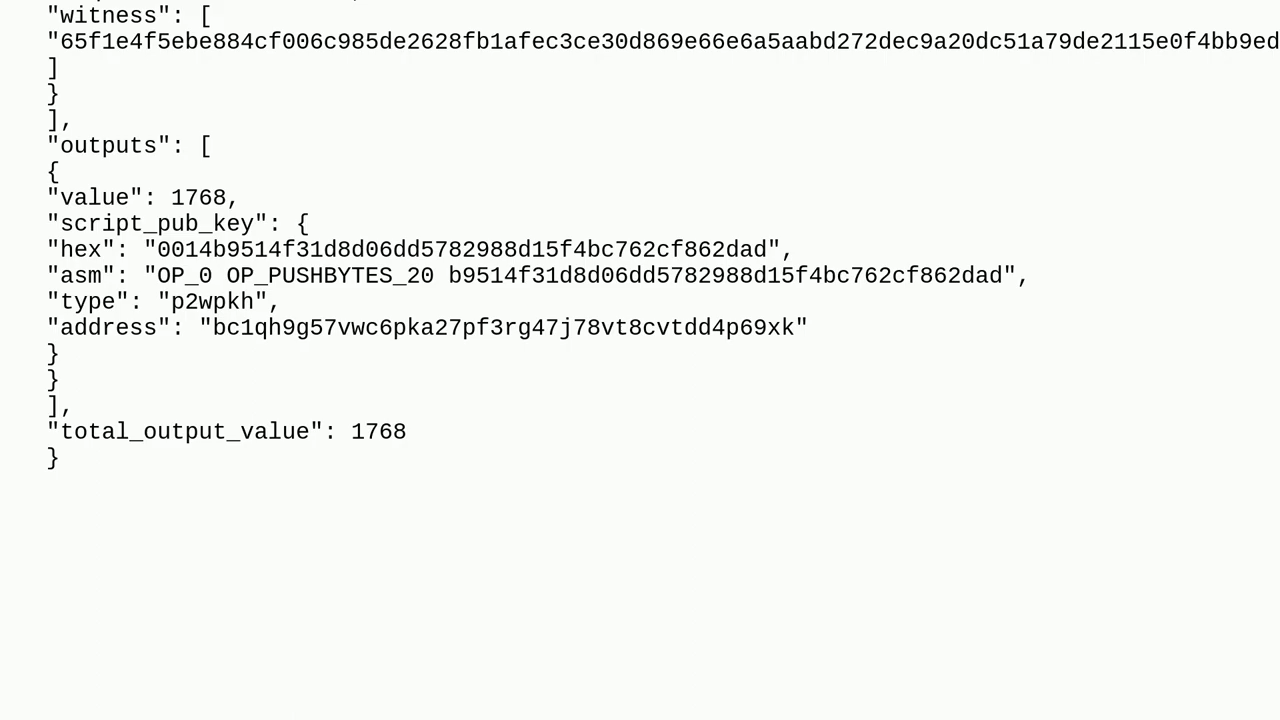 "witness": [
"65f1e4f5ebe884cf006c985de2628fb1afec3ce30d869e66e6a5aabd272dec9a20dc51a79de2115e0f4bb9ed
]
}
],
"outputs": [
{
"value": 1768,
"script_pub_key": {
"hex": "0014b9514f31d8d06dd5782988d15f4bc762cf862dad",
"asm": "OP_0 OP_PUSHBYTES_20 b9514f31d8d06dd5782988d15f4bc762cf862dad",
"type": "p2wpkh",
"address": "bc1qh9g57vwc6pka27pf3rg47j78vt8cvtdd4p69xk"
}
}
],
"total_output_value": 1768
}